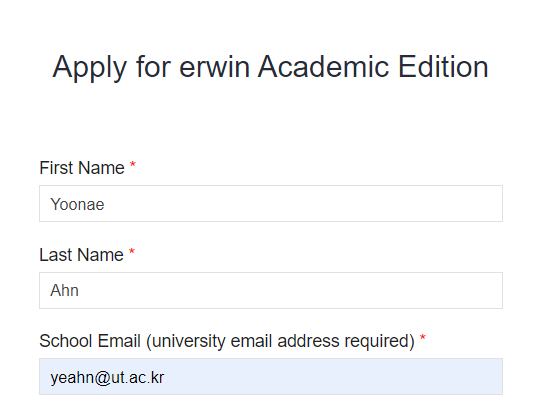 Apply for erwin Academic Edition
First Name *
Yoonae
Last Name *
Ahn
School Email (university email address required) *
yeahn@ut.ac.kr